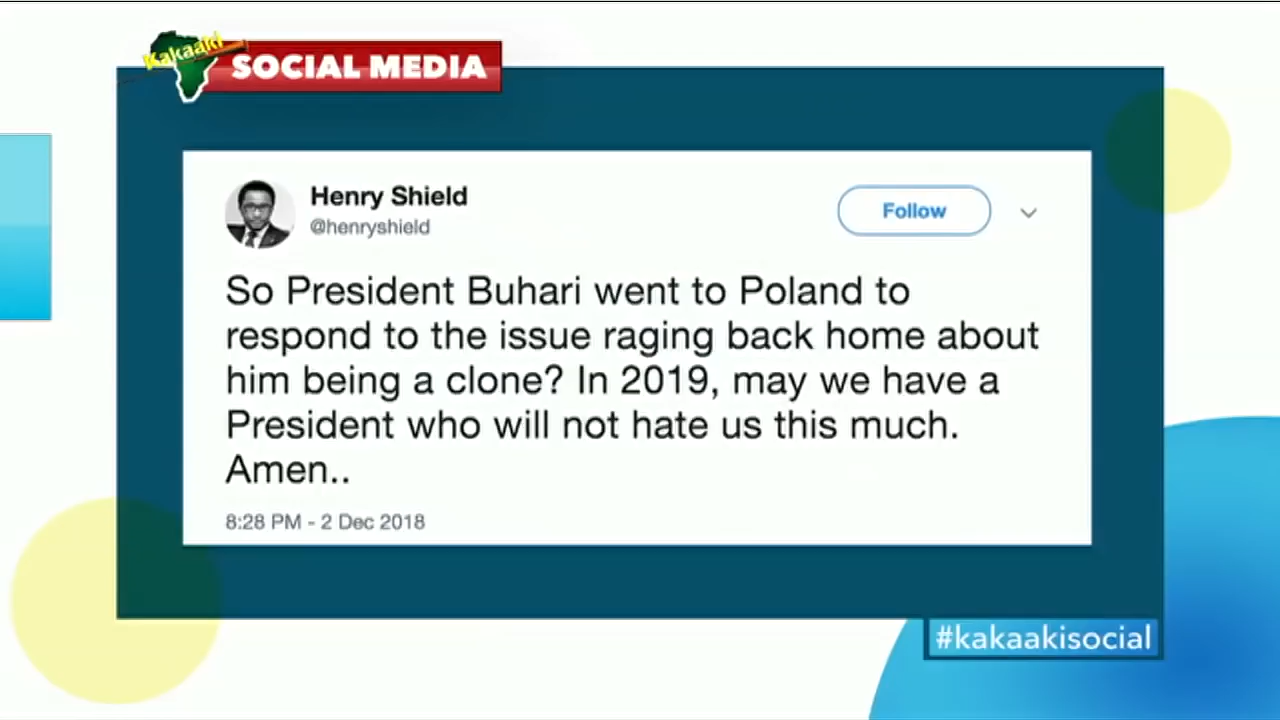 Kakaaki
SOCIAL MEDIA
Henry Shield
@henryshield
Follow
So President Buhari went to Poland to
respond to the issue raging back home about
him being a clone? In 2019, may we have a
President who will not hate us this much.
Amen..
8:28 PM - 2 Dec 2018
#kakaakisocial